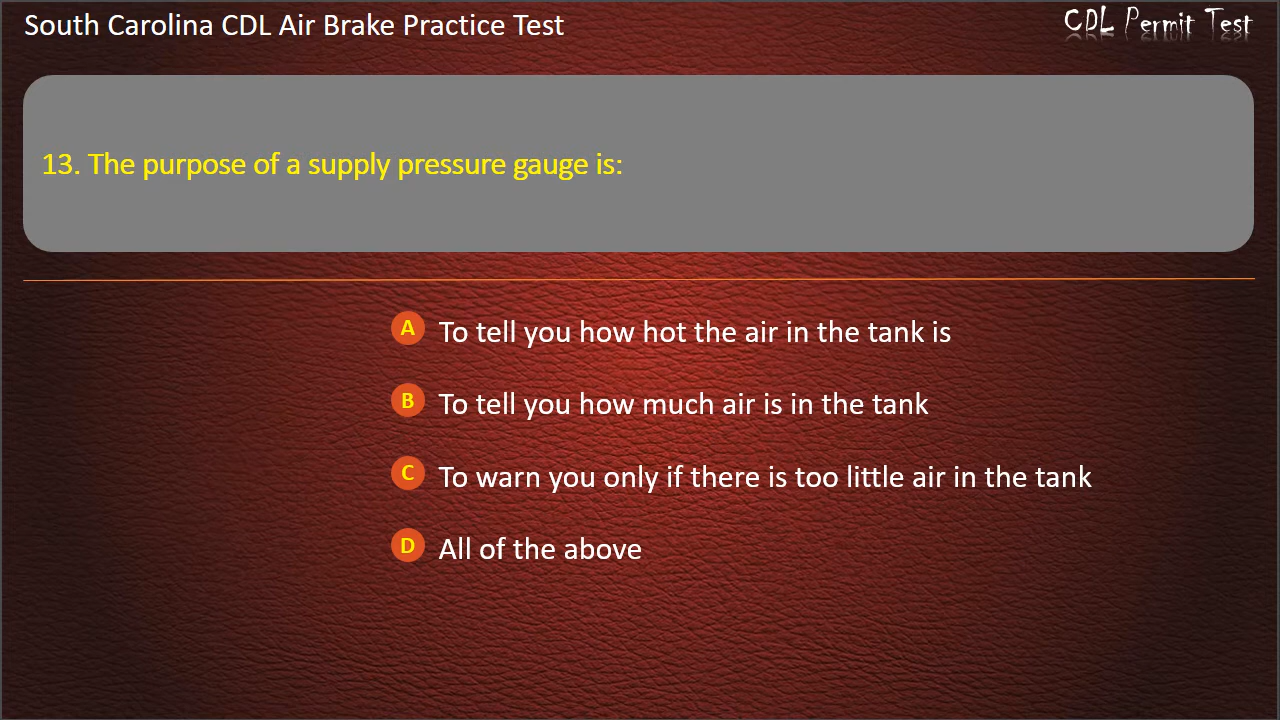 South Carolina CDL Air Brake Practice Test
CDL Permit Test
13. The purpose of a supply pressure gauge is:
A To tell you how hot the air in the tank is
B To tell you how much air is in the tank
C To warn you only if there is too little air in the tank
D All of the above